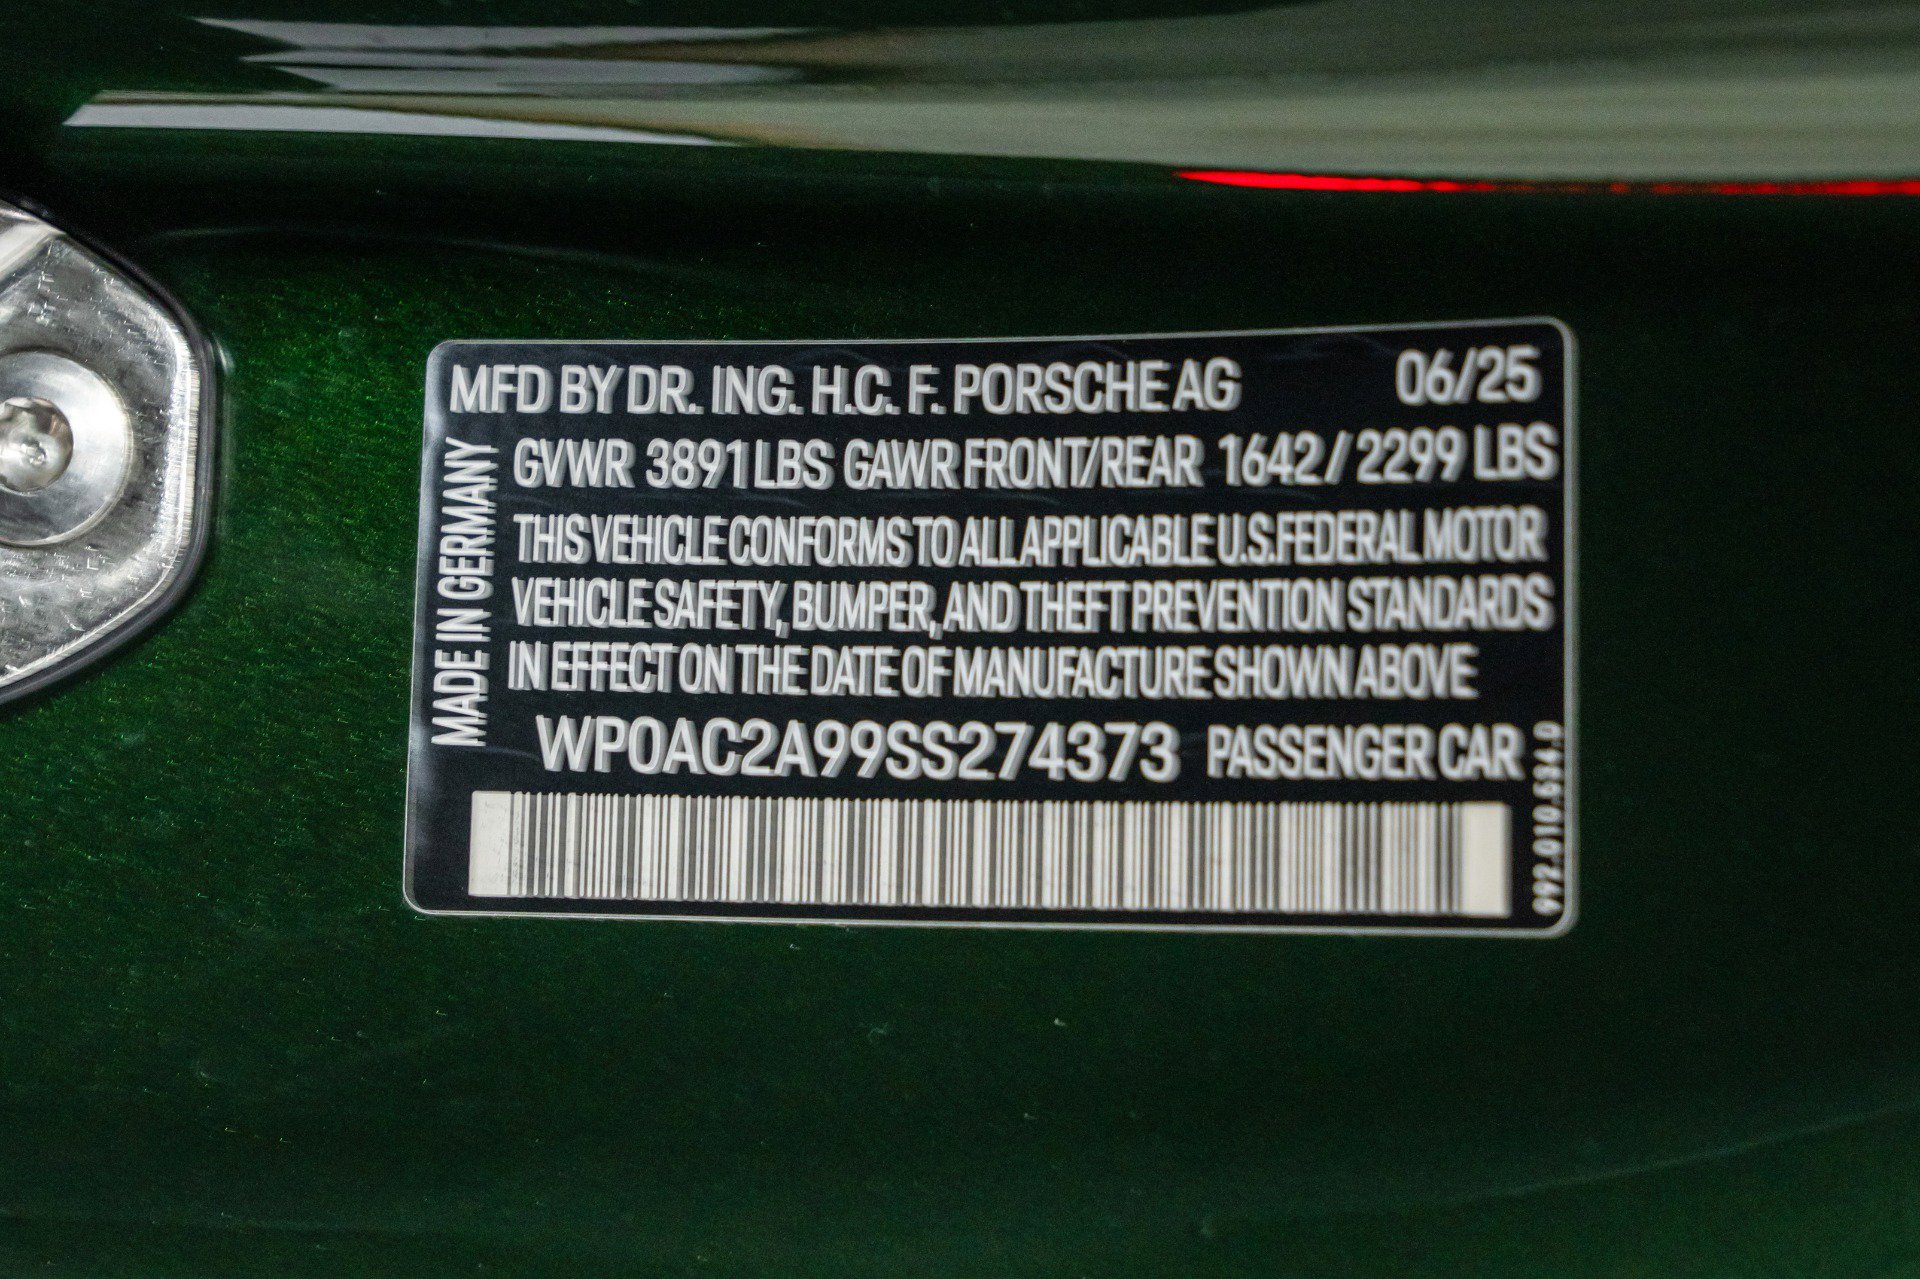 MFD BY DR. ING. H.C. F. PORSCHE AG 06/25
GVWR 3891 LBS GAWR FRONT/REAR 1642 / 2299 LBS
THIS VEHICLE CONFORMS TO ALL APPLICABLE U.S. FEDERAL MOTOR
VEHICLE SAFETY, BUMPER, AND THEFT PREVENTION STANDARDS
IN EFFECT ON THE DATE OF MANUFACTURE SHOWN ABOVE
WP0AC2A99SS274373 PASSENGER CAR
MADE IN GERMANY
992.010.534.D